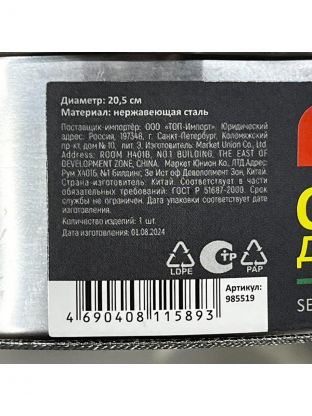 Диаметр: 20,5 см
Материал: нержавеющая сталь
Поставщик-импортёр: ООО «ТОП-Импорт». Юридический
адрес: Россия, 197348, г. Санкт-Петербург, Коломяжский
пр-кт, дом № 10, лит. Э. Изготовитель: Market Union Co., Ltd.
Address: ROOM H401B, NO.1 BUILDING, THE EAST OF
DEVELOPMENT ZONE, CHINA. Маркет Юнион Ко., ЛТД Адрес:
Рум Х401Б, №1 Билдинг, Зе Ист оф Девелопмент Зон, Китай.
Страна-изготовитель: Китай. Соответствует в части
обязательных требований: ГОСТ Р 51687-2000. Срок
службы не ограничен. Дата упаковки соответствует дате
изготовления.
Количество изделий: 1 шт.
Дата изготовления: 01.08.2024
LDPE
РСТ
PAP
Артикул:
985519
4 690408 115893
SE